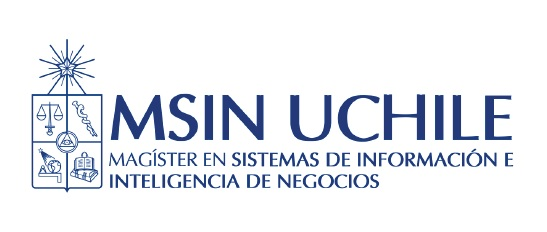 MSIN UCHILE
MAGÍSTER EN SISTEMAS DE INFORMACIÓN E
INTELIGENCIA DE NEGOCIOS